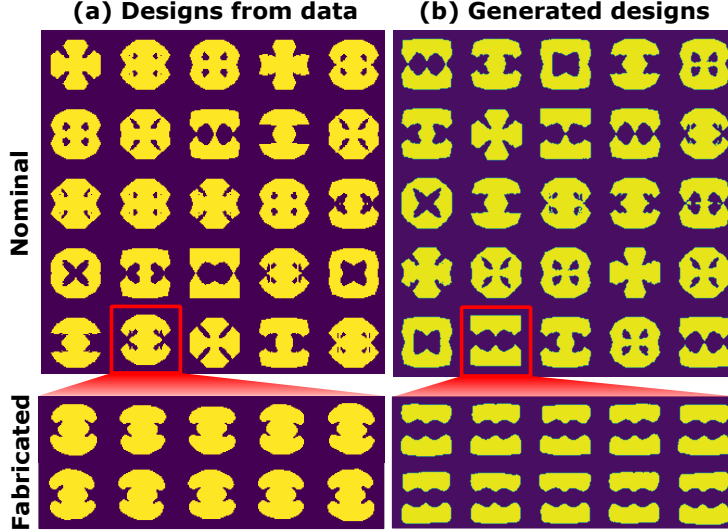 (a) Designs from data
(b) Generated designs
Nominal
Fabricated